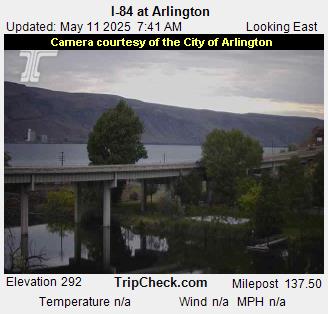 I-84 at Arlington
Updated: May 11 2025 7:41 AM Looking East
Camera courtesy of the City of Arlington
Elevation 292 TripCheck.com Milepost 137.50
Temperature n/a Wind n/a MPH n/a